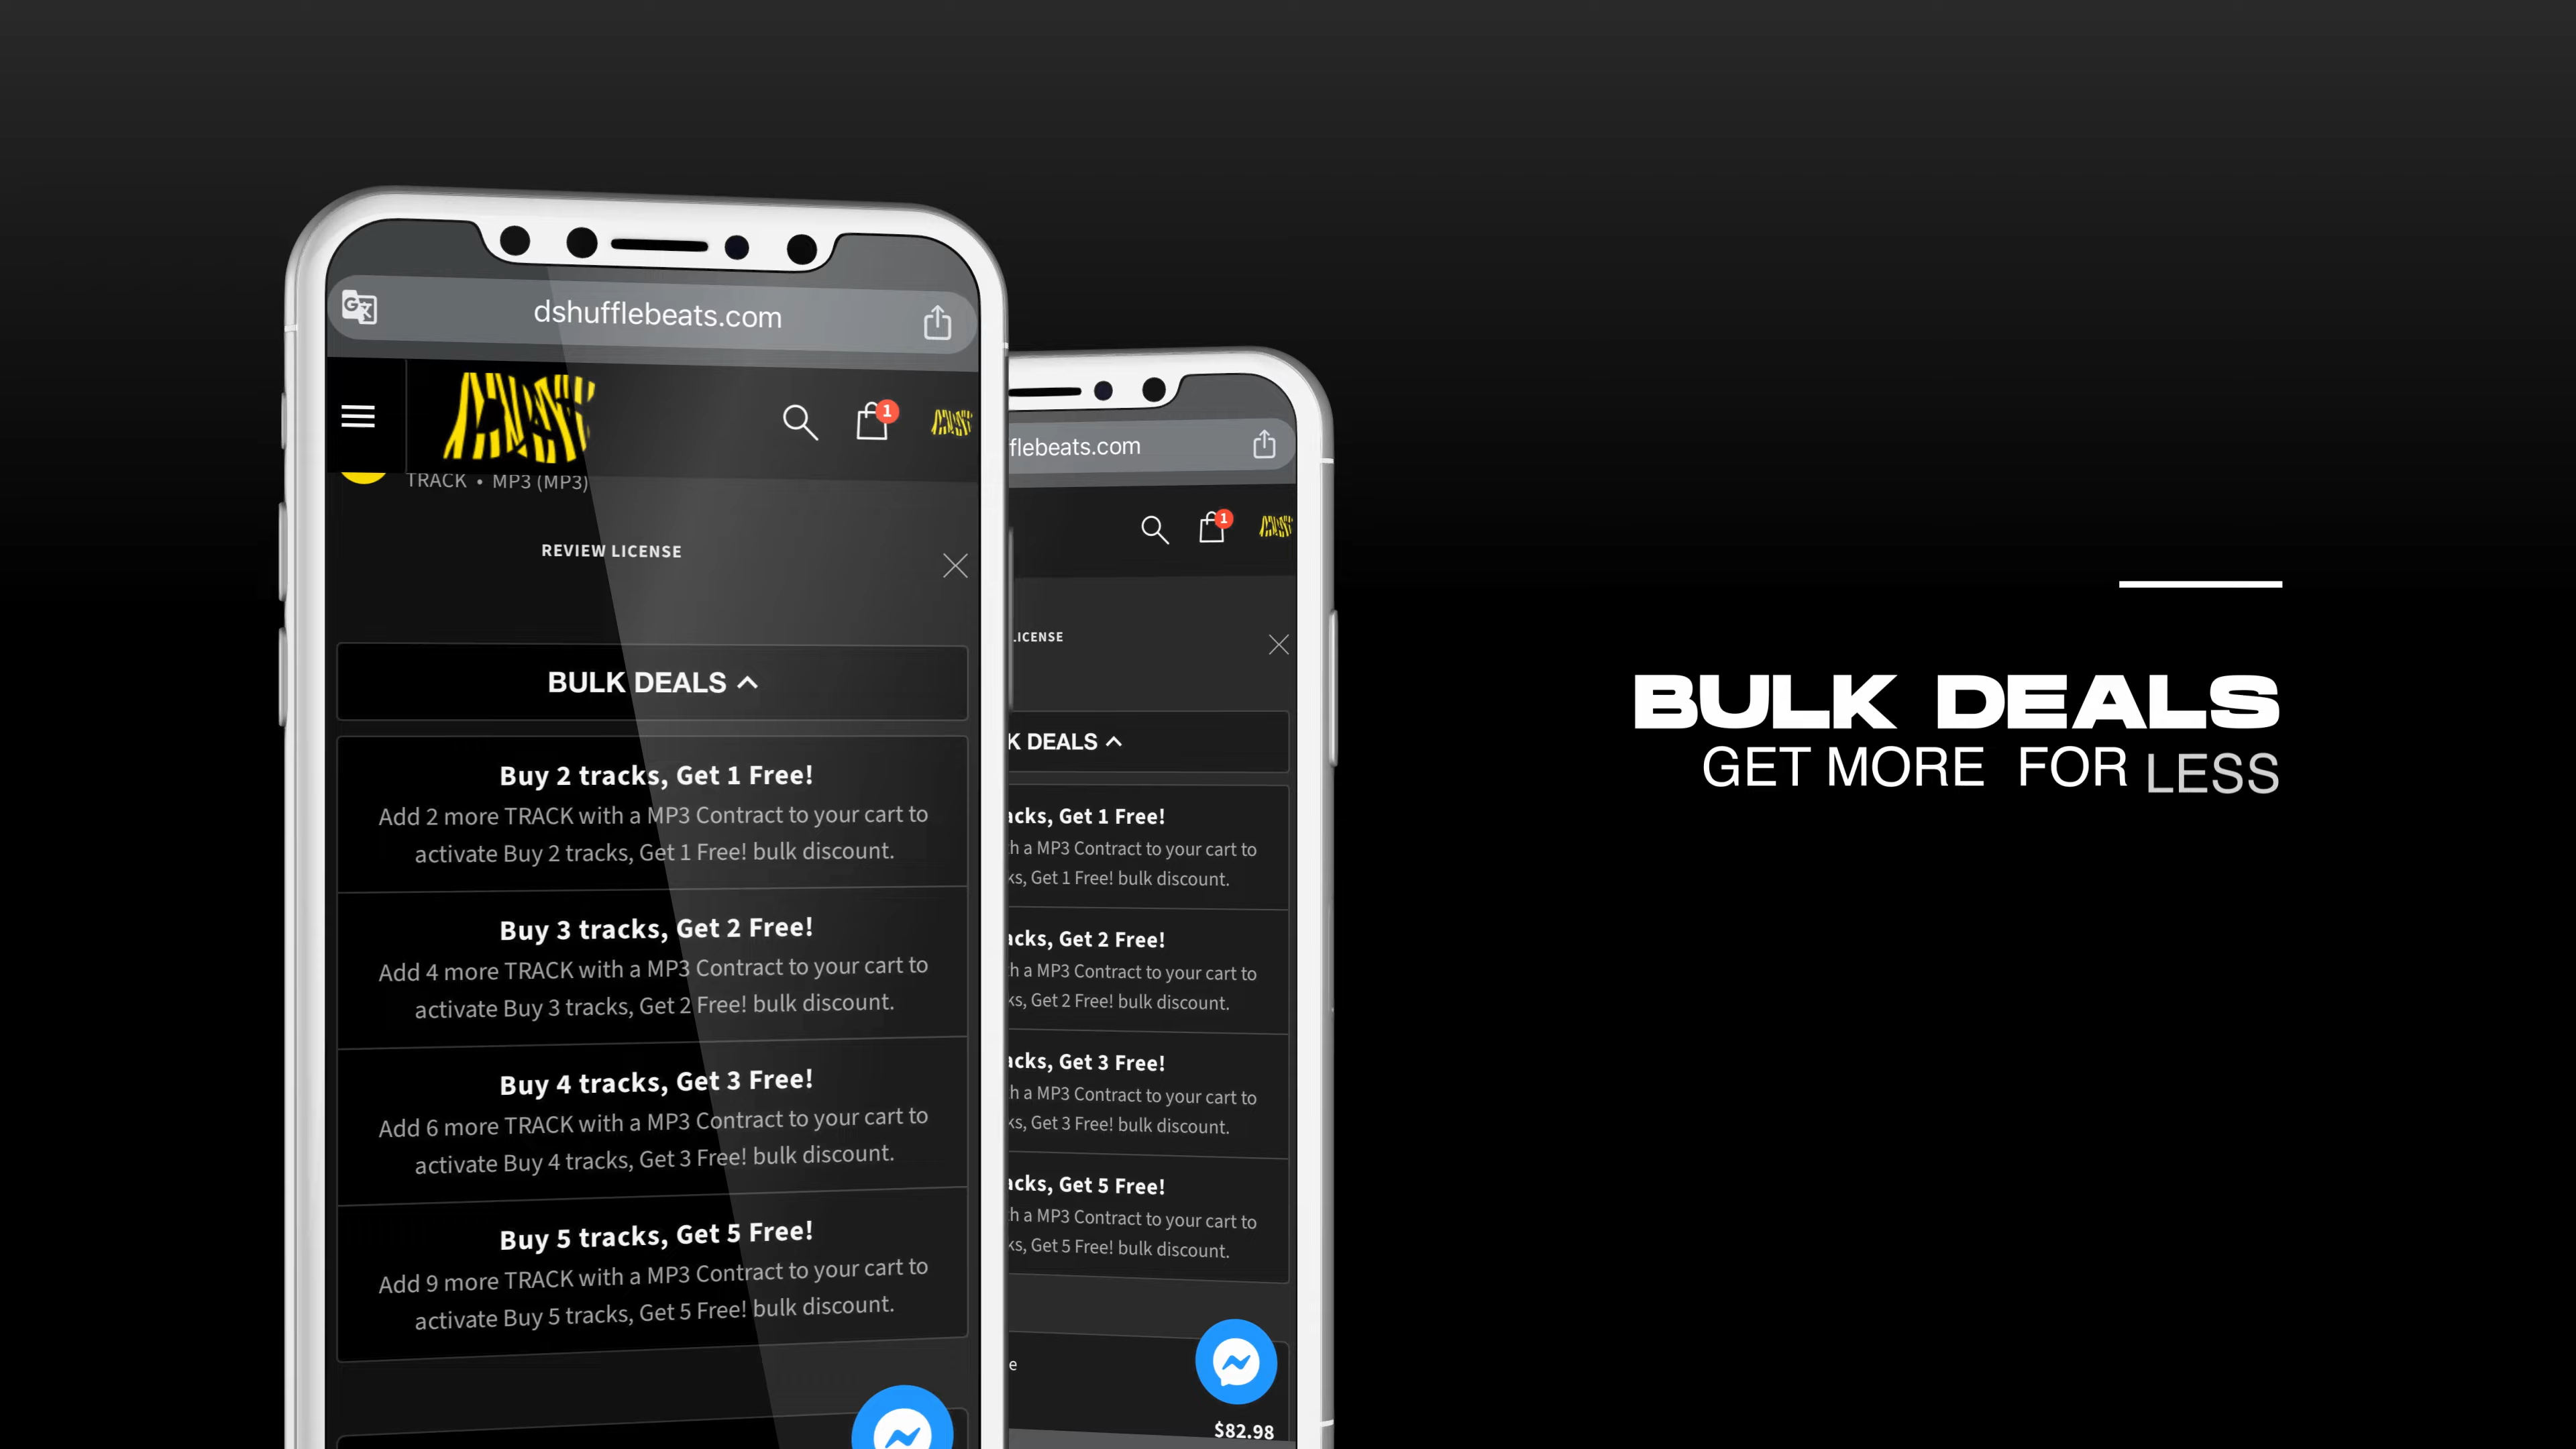 dshufflebeats.com
1
TRACK • MP3 (MP3)
REVIEW LICENSE
BULK DEALS
Buy 2 tracks, Get 1 Free!
Add 2 more TRACK with a MP3 Contract to your cart to
activate Buy 2 tracks, Get 1 Free! bulk discount.
Buy 3 tracks, Get 2 Free!
Add 4 more TRACK with a MP3 Contract to your cart to
activate Buy 3 tracks, Get 2 Free! bulk discount.
Buy 4 tracks, Get 3 Free!
Add 6 more TRACK with a MP3 Contract to your cart to
activate Buy 4 tracks, Get 3 Free! bulk discount.
Buy 5 tracks, Get 5 Free!
Add 9 more TRACK with a MP3 Contract to your cart to
activate Buy 5 tracks, Get 5 Free! bulk discount.
flebeats.com
1
ICENSE
K DEALS
acks, Get 1 Free!
h a MP3 Contract to your cart to
ks, Get 1 Free! bulk discount.
acks, Get 2 Free!
h a MP3 Contract to your cart to
ks, Get 2 Free! bulk discount.
acks, Get 3 Free!
h a MP3 Contract to your cart to
ks, Get 3 Free! bulk discount.
acks, Get 5 Free!
h a MP3 Contract to your cart to
ks, Get 5 Free! bulk discount.
e
$82.98
BULK DEALS
GET MORE FOR LESS